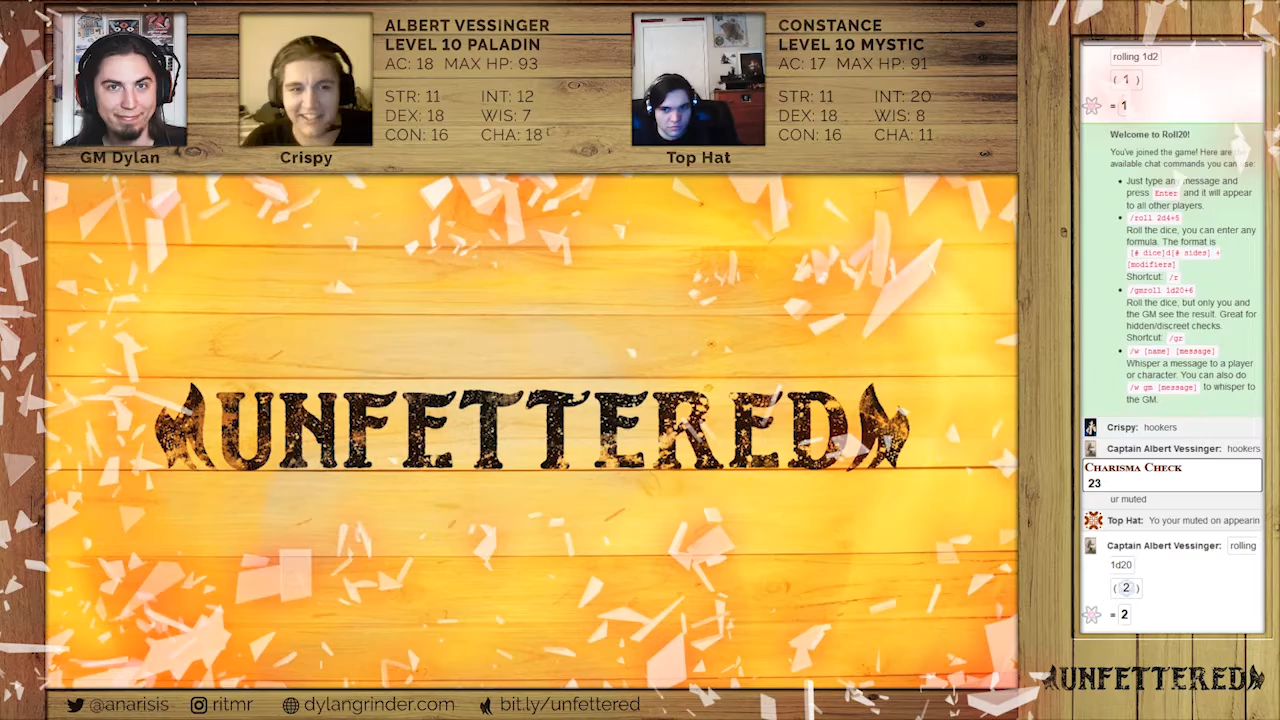 ALBERT VESSINGER
LEVEL 10 PALADIN
AC: 18 MAX HP: 93
STR: 11 INT: 12
DEX: 18 WIS: 7
CON: 16 CHA: 18
CONSTANCE
LEVEL 10 MYSTIC
AC: 17 MAX HP: 91
STR: 11 INT: 20
DEX: 18 WIS: 8
CON: 16 CHA: 11
GM Dylan
Crispy
Top Hat
UNFETTERED
rolling 1d2
( 1 )
= 1
Welcome to Roll20!
You've joined the game! Here are the
available chat commands you can use:
Just type any message and
press Enter and it will appear
to all other players.
/roll 2d4+5
Roll the dice, you can enter any
formula. The format is
[# dice]d[# sides] +
[modifiers]
Shortcut: /r
/gmroll 1d20+6
Roll the dice, but only you and
the GM see the result. Great for
hidden/discreet checks.
Shortcut: /gr
/w [name] [message]
Whisper a message to a player
or character. You can also do
/w gm [message] to whisper to
the GM.
Crispy: hookers
Captain Albert Vessinger: hookers
CHARISMA CHECK
23
ur muted
Top Hat: Yo your muted on appearin
Captain Albert Vessinger: rolling
1d20
( 2 )
= 2
UNFETTERED
@anarisis ritmr dylangrinder.com bit.ly/unfettered